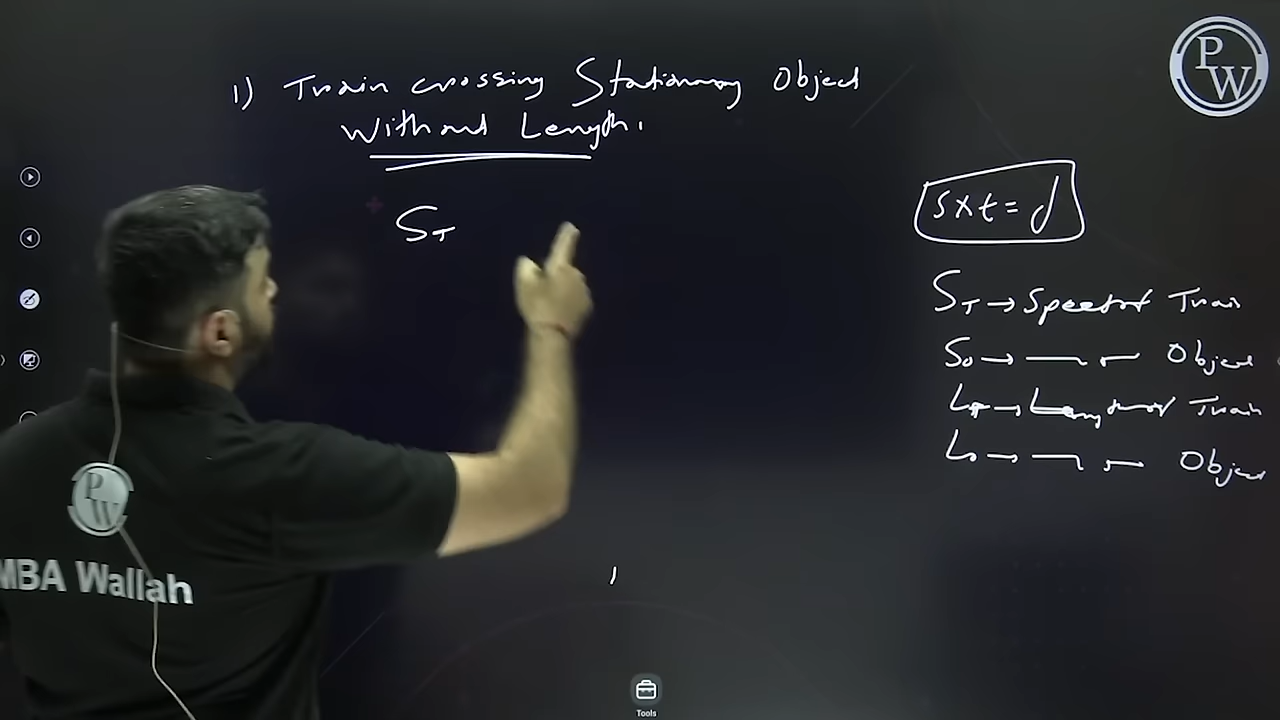 1) Train crossing Stationary Object
Without Length.
PW
S_T
s×t=d
S_T → Speed of Train
S_o → Object
L_T → Length of Train
L_o → Object
PW
MBA Wallah
Tools